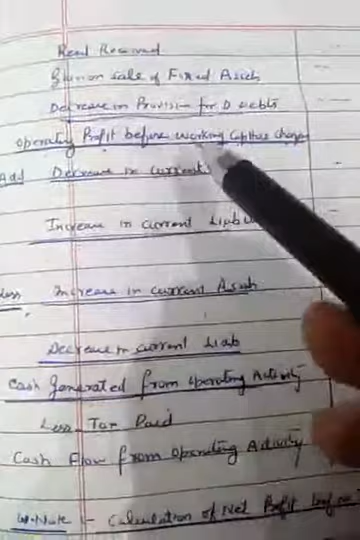 Rent Received
Gain on sale of Fixed Assets
Decrease in Provision for D debts
operating Profit before working capital changes
Add Decrease in current
Increase in current Liab
Less Increase in current Assets
Decrease in current Liab
Cash generated from operating Activity
Less Tax Paid
Cash Flow from operating Activity
W-Note :- Calculation of Net Profit before